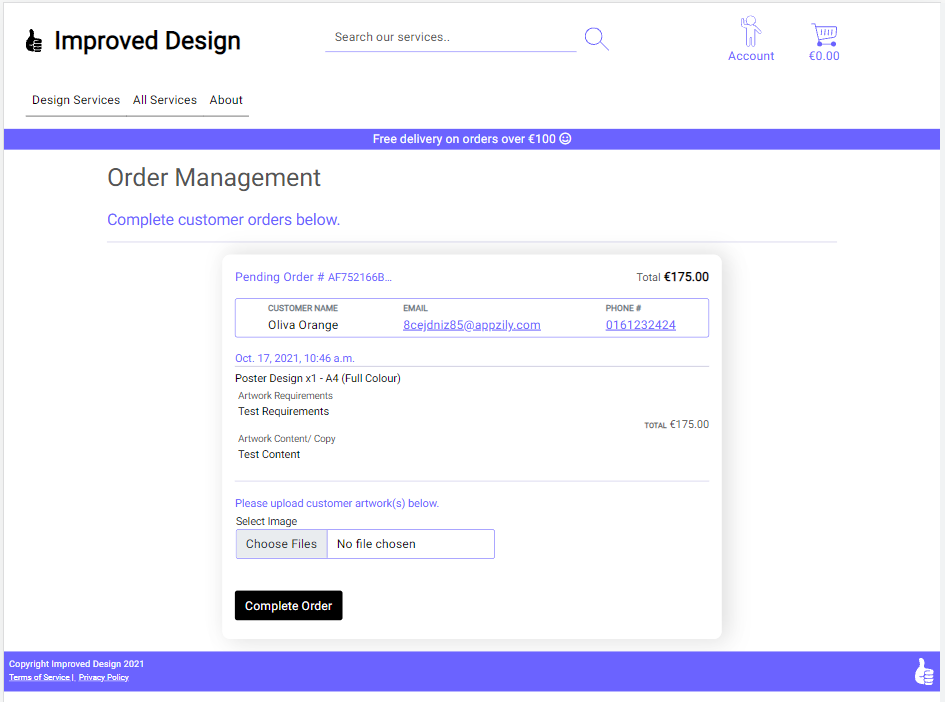 Improved Design
Search our services..
Account
€0.00
Design Services All Services About
Free delivery on orders over €100
Order Management
Complete customer orders below.
Pending Order # AF752166B... Total €175.00
CUSTOMER NAME EMAIL PHONE #
Oliva Orange 8cejdniz85@appzily.com 0161232424
Oct. 17, 2021, 10:46 a.m.
Poster Design x1 - A4 (Full Colour)
Artwork Requirements
Test Requirements
TOTAL €175.00
Artwork Content/ Copy
Test Content
Please upload customer artwork(s) below.
Select Image
Choose Files No file chosen
Complete Order
Copyright Improved Design 2021
Terms of Service | Privacy Policy